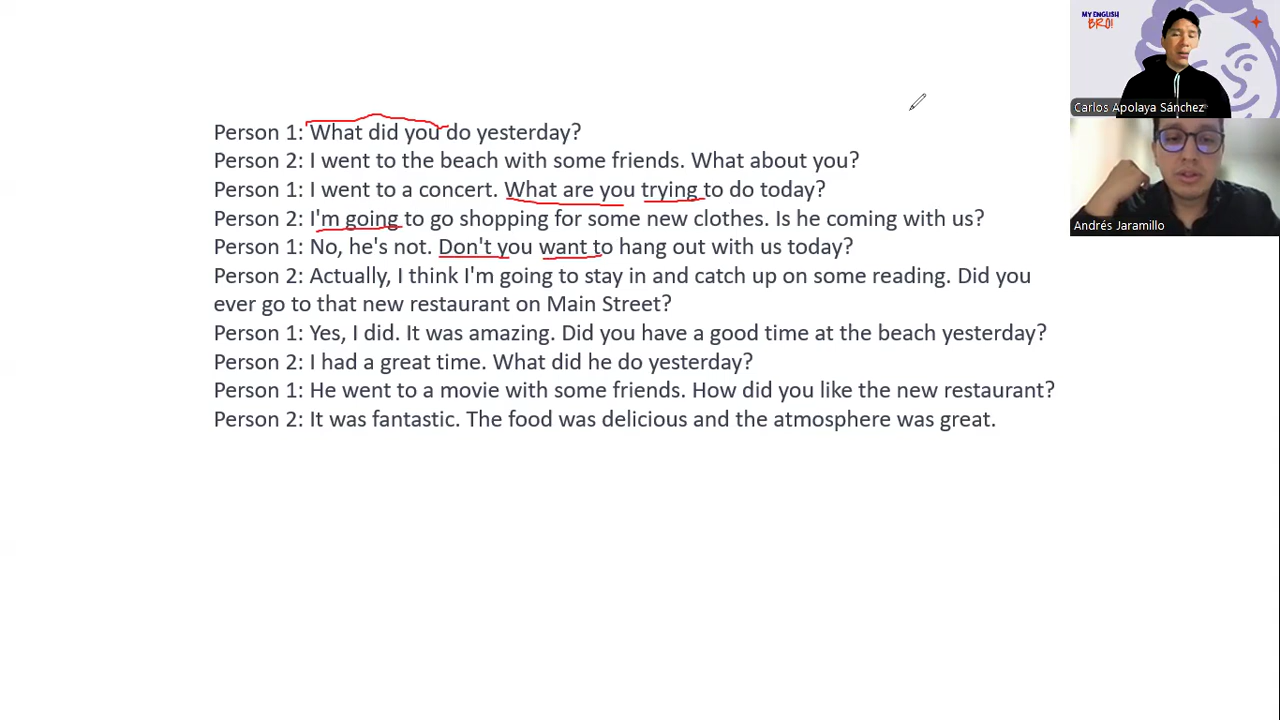 MY ENGLISH
BRO!
Carlos Apolaya Sánchez
Andrés Jaramillo
Person 1: What did you do yesterday?
Person 2: I went to the beach with some friends. What about you?
Person 1: I went to a concert. What are you trying to do today?
Person 2: I'm going to go shopping for some new clothes. Is he coming with us?
Person 1: No, he's not. Don't you want to hang out with us today?
Person 2: Actually, I think I'm going to stay in and catch up on some reading. Did you
ever go to that new restaurant on Main Street?
Person 1: Yes, I did. It was amazing. Did you have a good time at the beach yesterday?
Person 2: I had a great time. What did he do yesterday?
Person 1: He went to a movie with some friends. How did you like the new restaurant?
Person 2: It was fantastic. The food was delicious and the atmosphere was great.